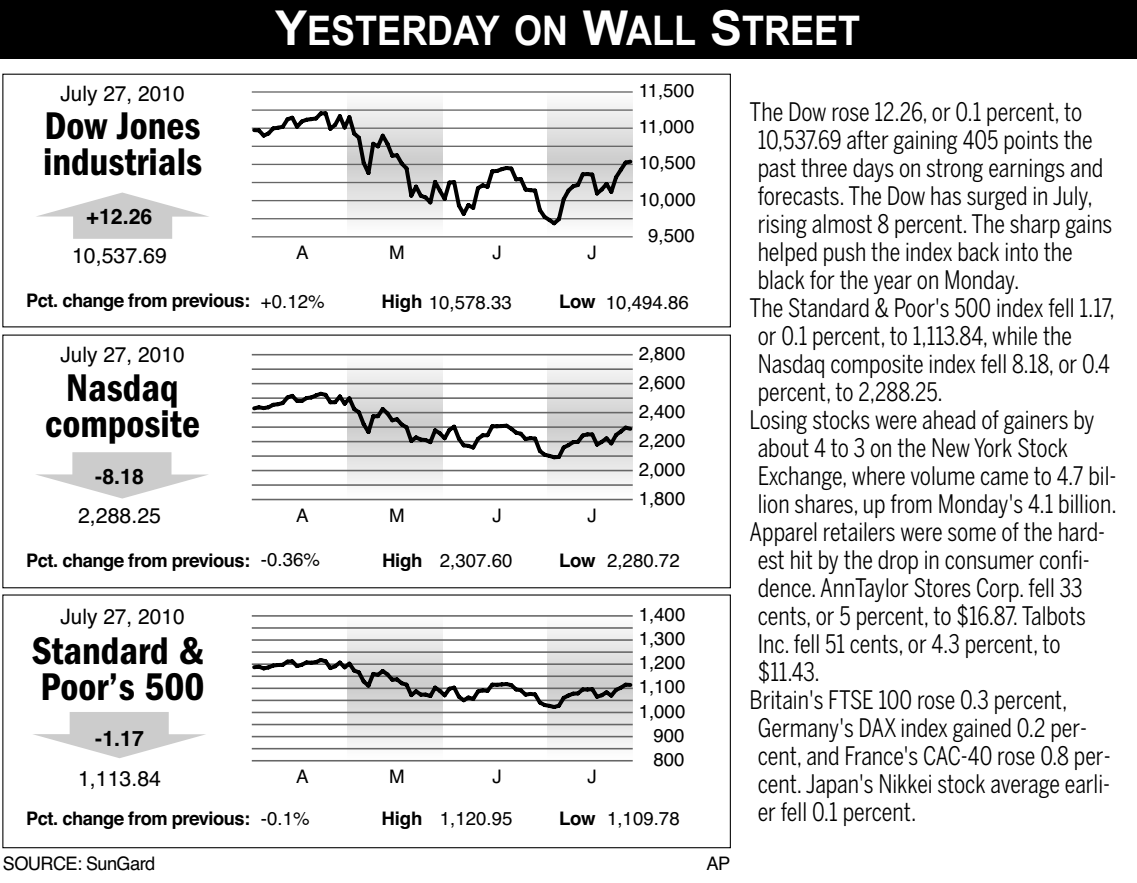 YESTERDAY ON WALL STREET
July 27, 2010
Dow Jones
industrials
+12.26
10,537.69
11,500
11,000
10,500
10,000
9,500
A M J J
Pct. change from previous: +0.12% High 10,578.33 Low 10,494.86
July 27, 2010
Nasdaq
composite
-8.18
2,288.25
2,800
2,600
2,400
2,200
2,000
1,800
A M J J
Pct. change from previous: -0.36% High 2,307.60 Low 2,280.72
July 27, 2010
Standard &
Poor's 500
-1.17
1,113.84
1,400
1,300
1,200
1,100
1,000
900
800
A M J J
Pct. change from previous: -0.1% High 1,120.95 Low 1,109.78
SOURCE: SunGard AP
The Dow rose 12.26, or 0.1 percent, to
10,537.69 after gaining 405 points the
past three days on strong earnings and
forecasts. The Dow has surged in July,
rising almost 8 percent. The sharp gains
helped push the index back into the
black for the year on Monday.
The Standard & Poor's 500 index fell 1.17,
or 0.1 percent, to 1,113.84, while the
Nasdaq composite index fell 8.18, or 0.4
percent, to 2,288.25.
Losing stocks were ahead of gainers by
about 4 to 3 on the New York Stock
Exchange, where volume came to 4.7 bil-
lion shares, up from Monday's 4.1 billion.
Apparel retailers were some of the hard-
est hit by the drop in consumer confi-
dence. AnnTaylor Stores Corp. fell 33
cents, or 5 percent, to $16.87. Talbots
Inc. fell 51 cents, or 4.3 percent, to
$11.43.
Britain's FTSE 100 rose 0.3 percent,
Germany's DAX index gained 0.2 per-
cent, and France's CAC-40 rose 0.8 per-
cent. Japan's Nikkei stock average earli-
er fell 0.1 percent.